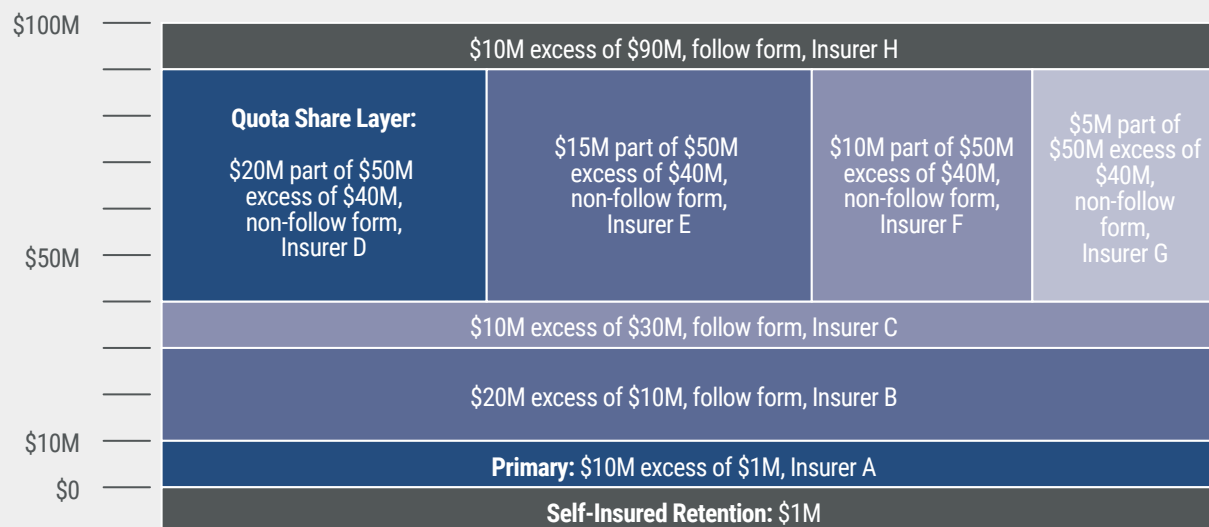 $100M
$10M excess of $90M, follow form, Insurer H
Quota Share Layer:
$20M part of $50M
excess of $40M,
non-follow form,
Insurer D
$15M part of $50M
excess of $40M,
non-follow form,
Insurer E
$10M part of $50M
excess of $40M,
non-follow form,
Insurer F
$5M part of
$50M excess of
$40M,
non-follow
form,
Insurer G
$50M
$10M excess of $30M, follow form, Insurer C
$20M excess of $10M, follow form, Insurer B
$10M
Primary: $10M excess of $1M, Insurer A
$0
Self-Insured Retention: $1M